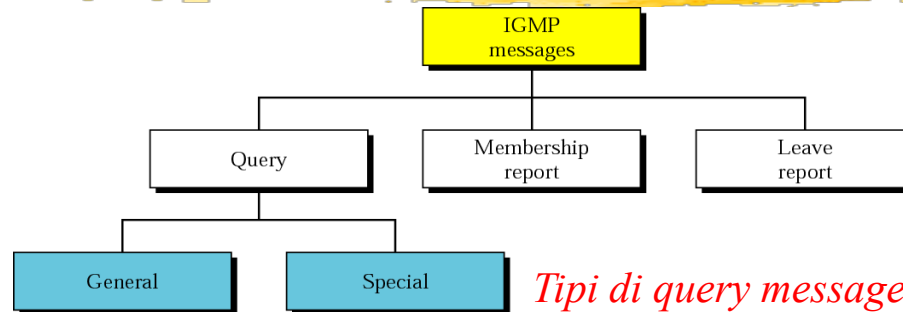 IGMP
messages
Query
Membership
report
Leave
report
General
Special
Tipi di query message